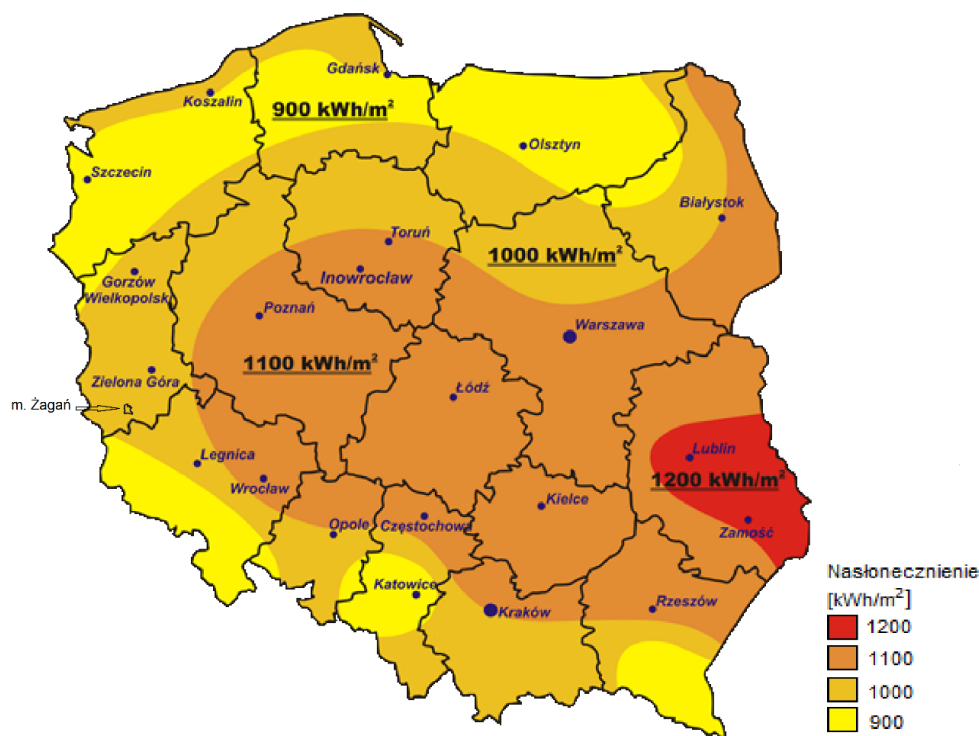 Gdańsk
Koszalin
900 kWh/m²
Olsztyn
Szczecin
Białystok
Toruń
1000 kWh/m²
Gorzów
Wielkopolski
Inowrocław
Poznań
Warszawa
1100 kWh/m²
Zielona Góra
Łódź
m. Żagań
Legnica
Lublin
Wrocław
1200 kWh/m²
Kielce
Opole
Częstochowa
Zamość
Katowice
Kraków
Rzeszów
Nasłonecznienie
[kWh/m²]
1200
1100
1000
900